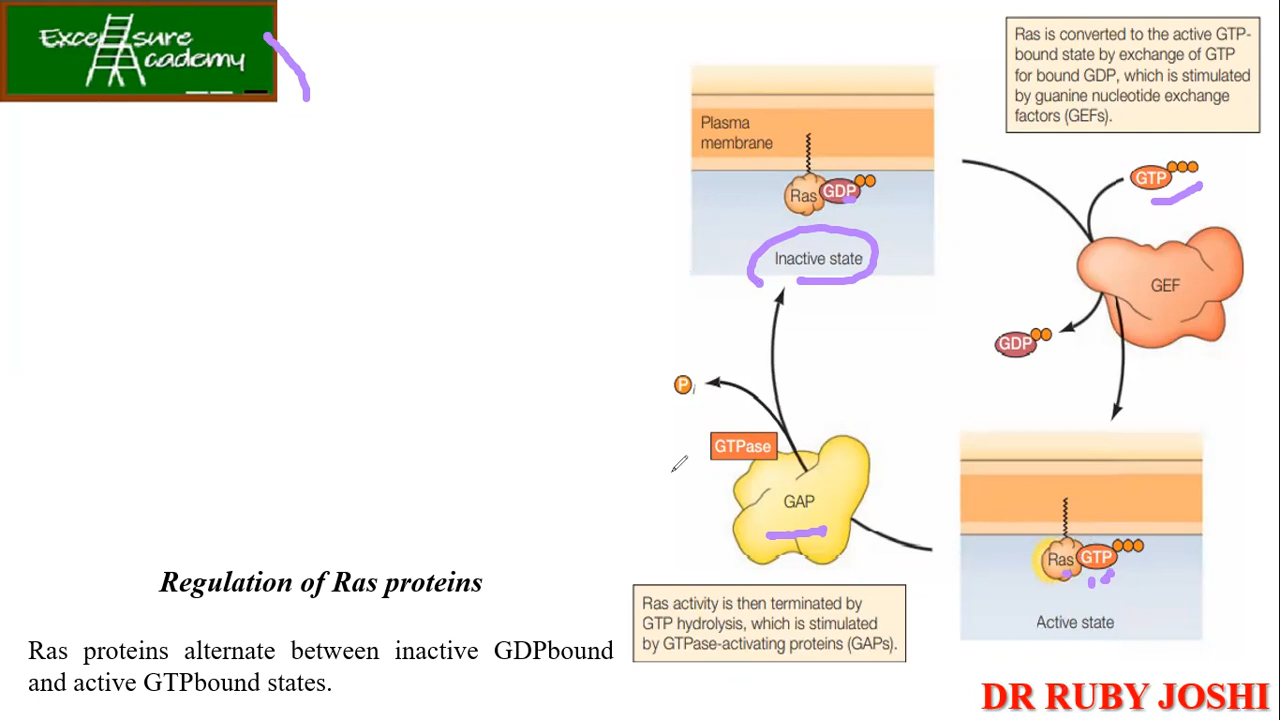 Excel sure
Academy
Ras is converted to the active GTP-
bound state by exchange of GTP
for bound GDP, which is stimulated
by guanine nucleotide exchange
factors (GEFs).
Plasma
membrane
Ras GDP
Inactive state
GTP
GEF
GDP
P i
GTPase
GAP
Ras GTP
Active state
Regulation of Ras proteins
Ras proteins alternate between inactive GDPbound
and active GTPbound states.
Ras activity is then terminated by
GTP hydrolysis, which is stimulated
by GTPase-activating proteins (GAPs).
DR RUBY JOSHI